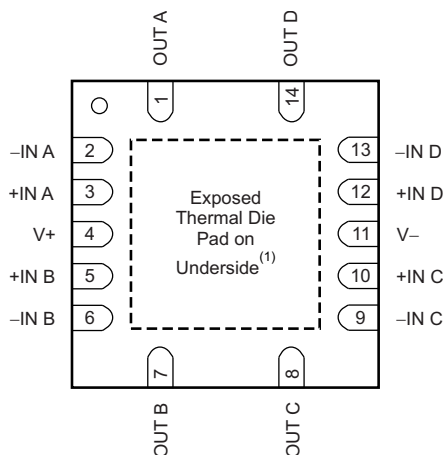 OUT A
OUT D
1
14
−IN A 2
13 −IN D
+IN A 3
12 +IN D
V+ 4
11 V−
+IN B 5
10 +IN C
−IN B 6
9 −IN C
Exposed
Thermal Die
Pad on
Underside(1)
7
8
OUT B
OUT C